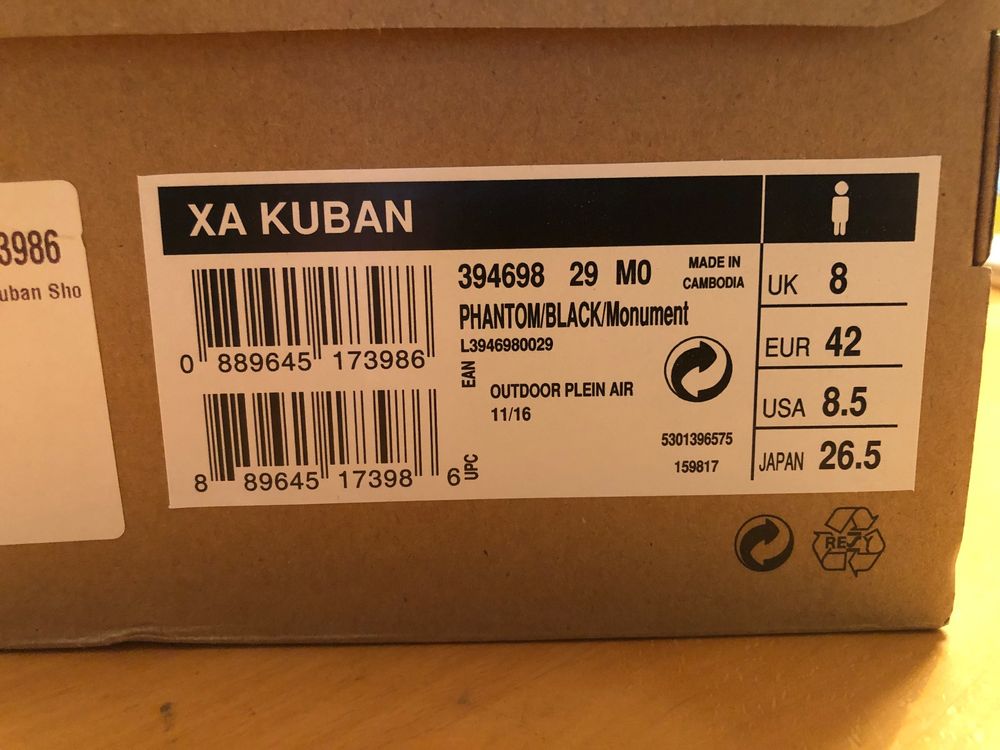 3986
uban Sho
XA KUBAN
394698 29 M0
MADE IN
CAMBODIA
PHANTOM/BLACK/Monument
L3946980029
0 889645 173986
EAN
OUTDOOR PLEIN AIR
11/16
8 89645 17398 6
UPC
5301396575
159817
UK 8
EUR 42
USA 8.5
JAPAN 26.5
RESY